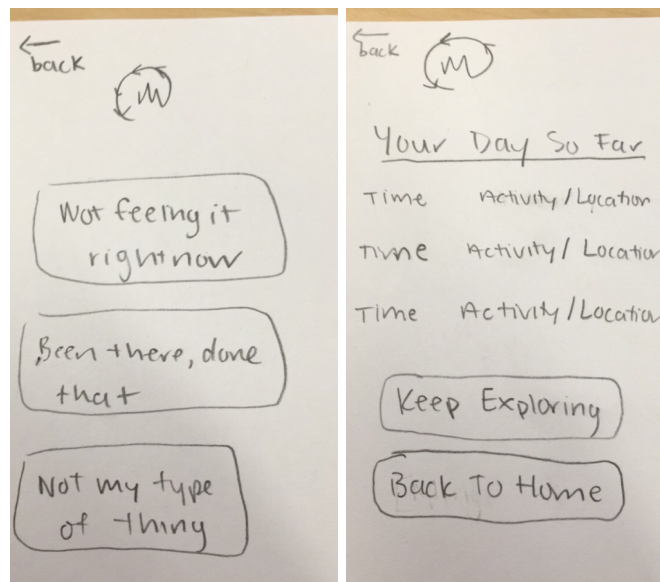 back
M
Not feeling it
right now
Been there, done
that
Not my type
of thing
back
M
Your Day So Far
Time Activity/Location
Time Activity/Location
Time Activity/Location
Keep Exploring
Back To Home